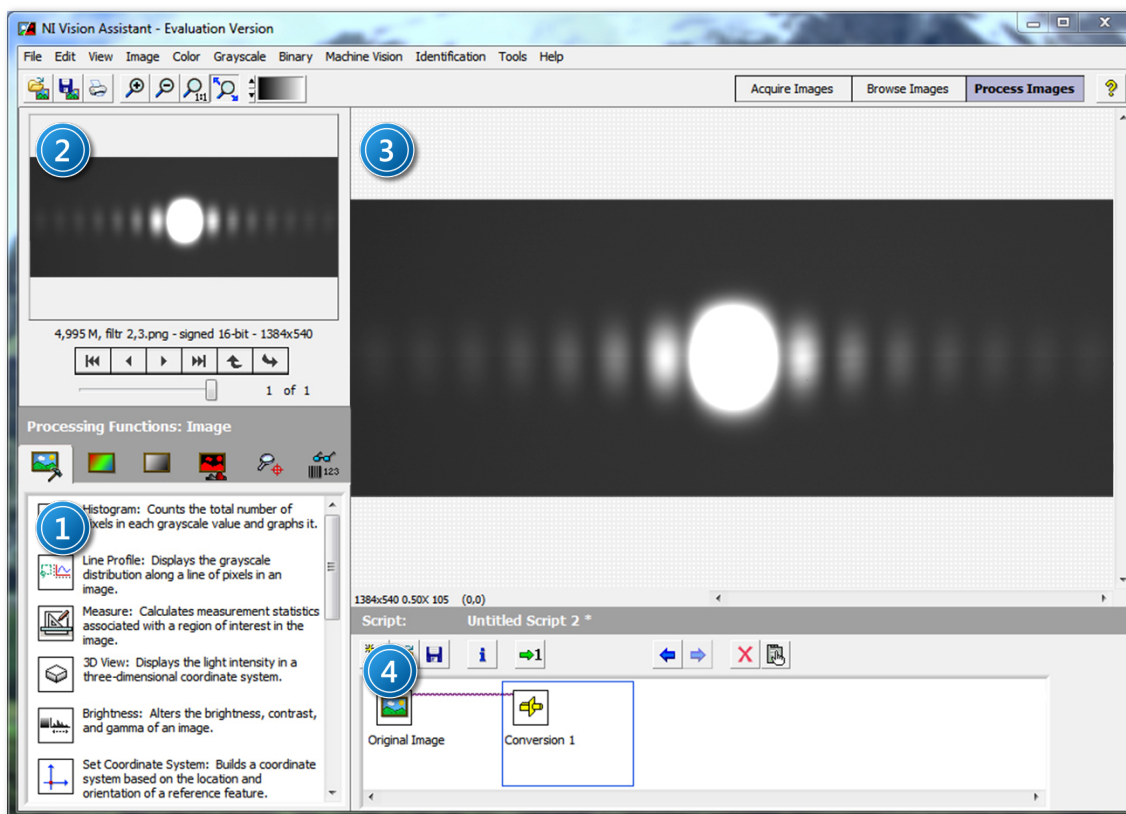 NI Vision Assistant - Evaluation Version
File Edit View Image Color Grayscale Binary Machine Vision Identification Tools Help
1:1
Acquire Images
Browse Images
Process Images
?
2
3
4,995 M, filtr 2,3.png - signed 16-bit - 1384x540
1 of 1
Processing Functions: Image
123
1
Histogram: Counts the total number of
pixels in each grayscale value and graphs it.
Line Profile: Displays the grayscale
distribution along a line of pixels in an
image.
Measure: Calculates measurement statistics
associated with a region of interest in the
image.
3D View: Displays the light intensity in a
three-dimensional coordinate system.
Brightness: Alters the brightness, contrast,
and gamma of an image.
Set Coordinate System: Builds a coordinate
system based on the location and
orientation of a reference feature.
1384x540 0.50X 105 (0,0)
Script: Untitled Script 2 *
i
1
4
Original Image
Conversion 1